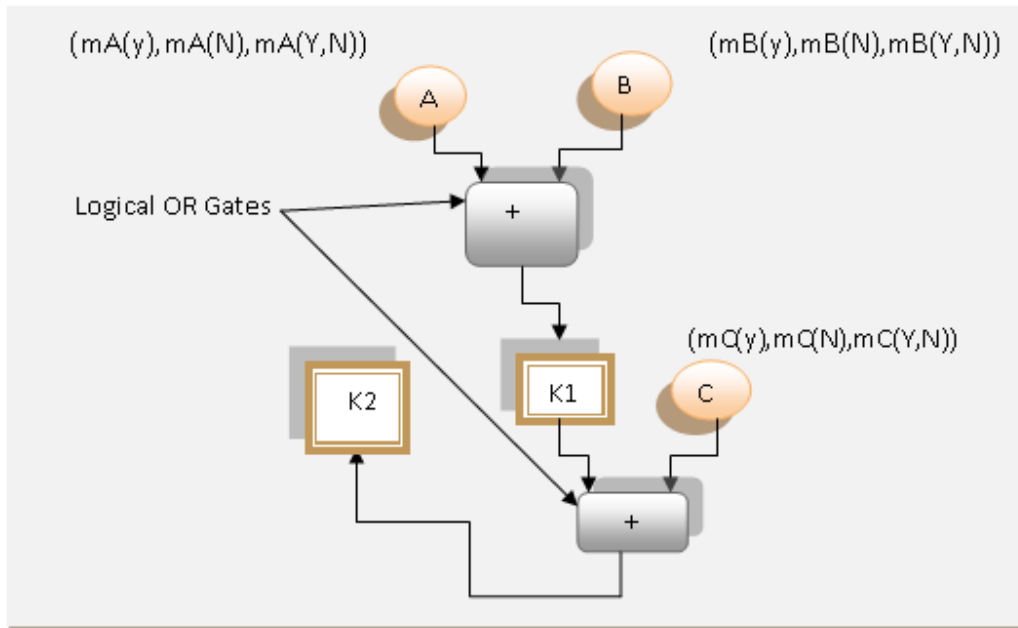 (mA(y),mA(N),mA(Y,N))
(mB(y),mB(N),mB(Y,N))
A
B
Logical OR Gates
+
(mC(y),mC(N),mC(Y,N))
K2
K1
C
+